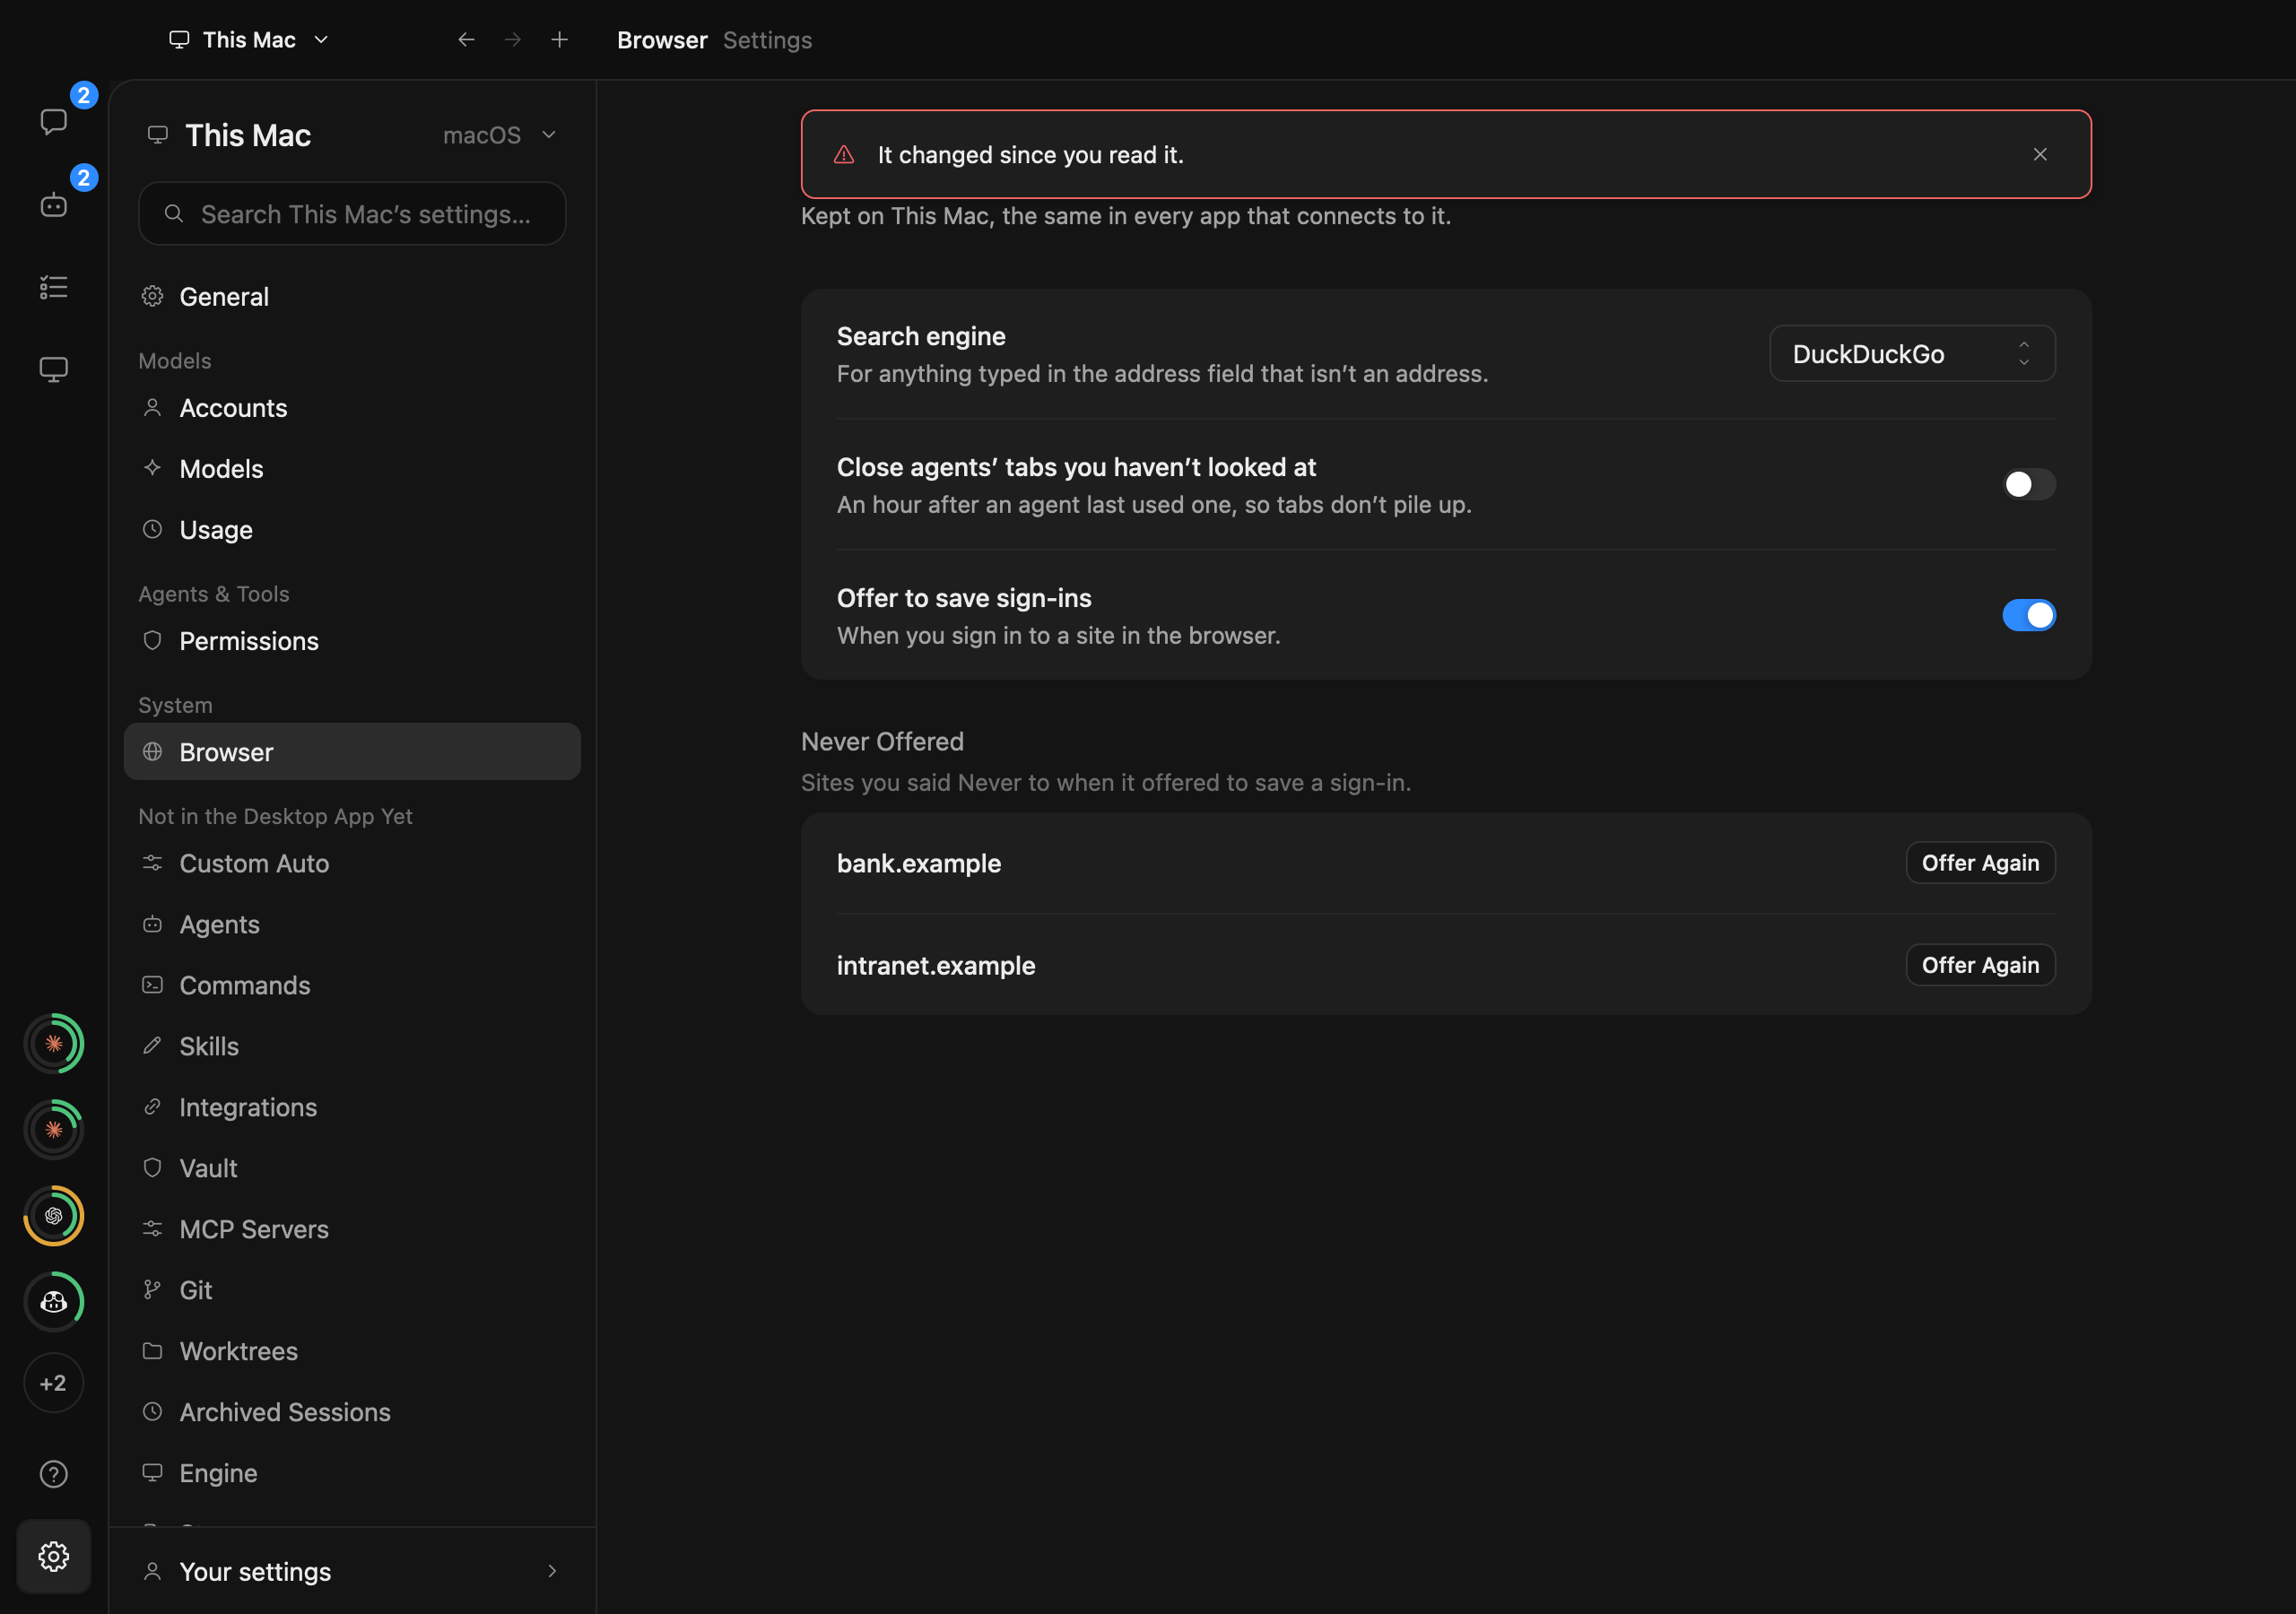 This Mac
Browser Settings
2
2
This Mac
macOS
Search This Mac’s settings...
General
Models
Accounts
Models
Usage
Agents & Tools
Permissions
System
Browser
Not in the Desktop App Yet
Custom Auto
Agents
Commands
Skills
Integrations
Vault
MCP Servers
Git
Worktrees
Archived Sessions
Engine
Your settings
+2
It changed since you read it.
Kept on This Mac, the same in every app that connects to it.
Search engine
For anything typed in the address field that isn’t an address.
DuckDuckGo
Close agents’ tabs you haven’t looked at
An hour after an agent last used one, so tabs don’t pile up.
Offer to save sign-ins
When you sign in to a site in the browser.
Never Offered
Sites you said Never to when it offered to save a sign-in.
bank.example
Offer Again
intranet.example
Offer Again